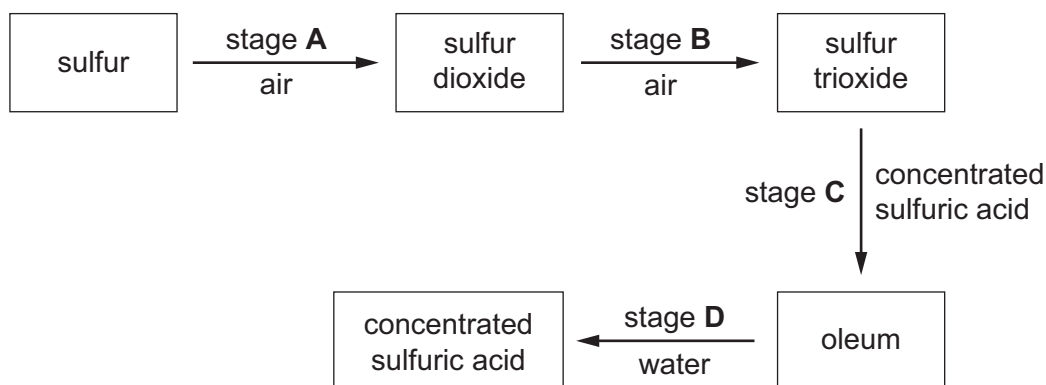 sulfur
stage A
air
sulfur
dioxide
stage B
air
sulfur
trioxide
stage C
concentrated
sulfuric acid
oleum
stage D
water
concentrated
sulfuric acid